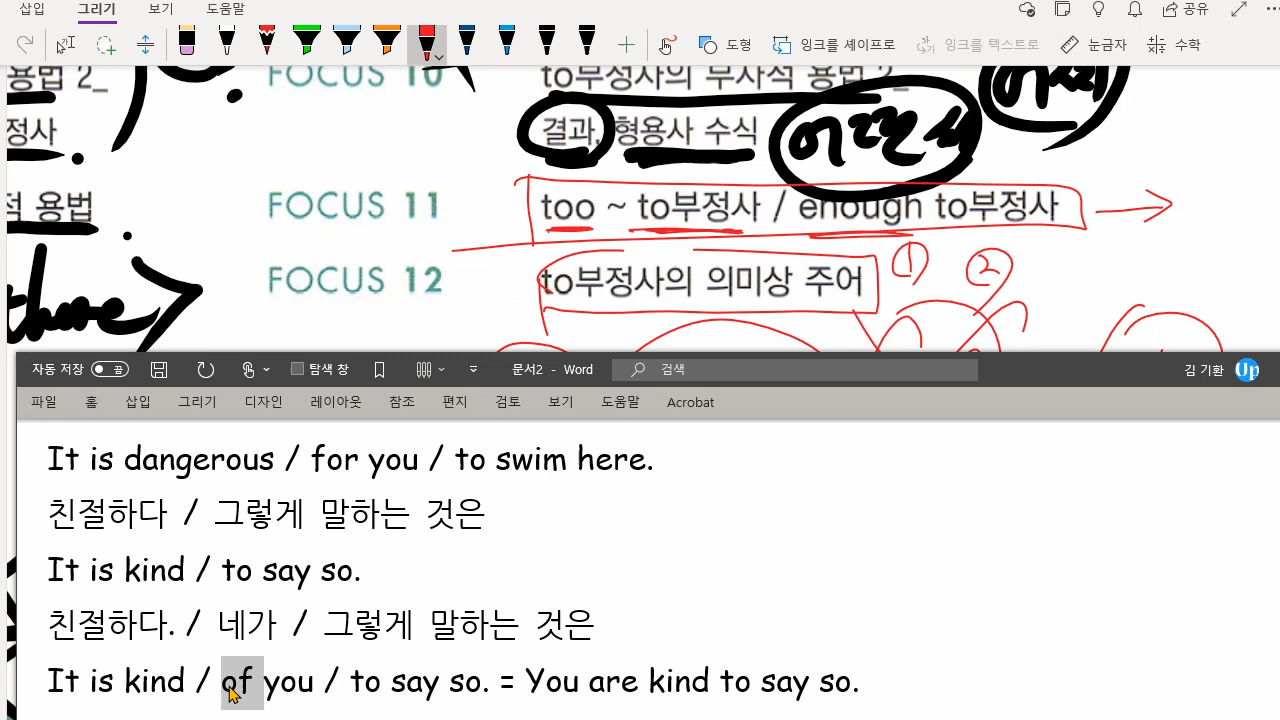 삽입 그리기 보기 도움말 공유
도형 잉크를 셰이프로 잉크를 텍스트로 눈금자 수학
용법 2_ FOCUS 10 to부정사의 부사적 용법 2_
정사 결과, 형용사 수식
적 용법 FOCUS 11 too ~ to부정사 / enough to부정사
① ②
FOCUS 12 to부정사의 의미상 주어
자동 저장 끔 탐색 창 문서2 - Word 검색 김 기환 Up
파일 홈 삽입 그리기 디자인 레이아웃 참조 편지 검토 보기 도움말 Acrobat
It is dangerous / for you / to swim here.
친절하다 / 그렇게 말하는 것은
It is kind / to say so.
친절하다. / 네가 / 그렇게 말하는 것은
It is kind / of you / to say so. = You are kind to say so.